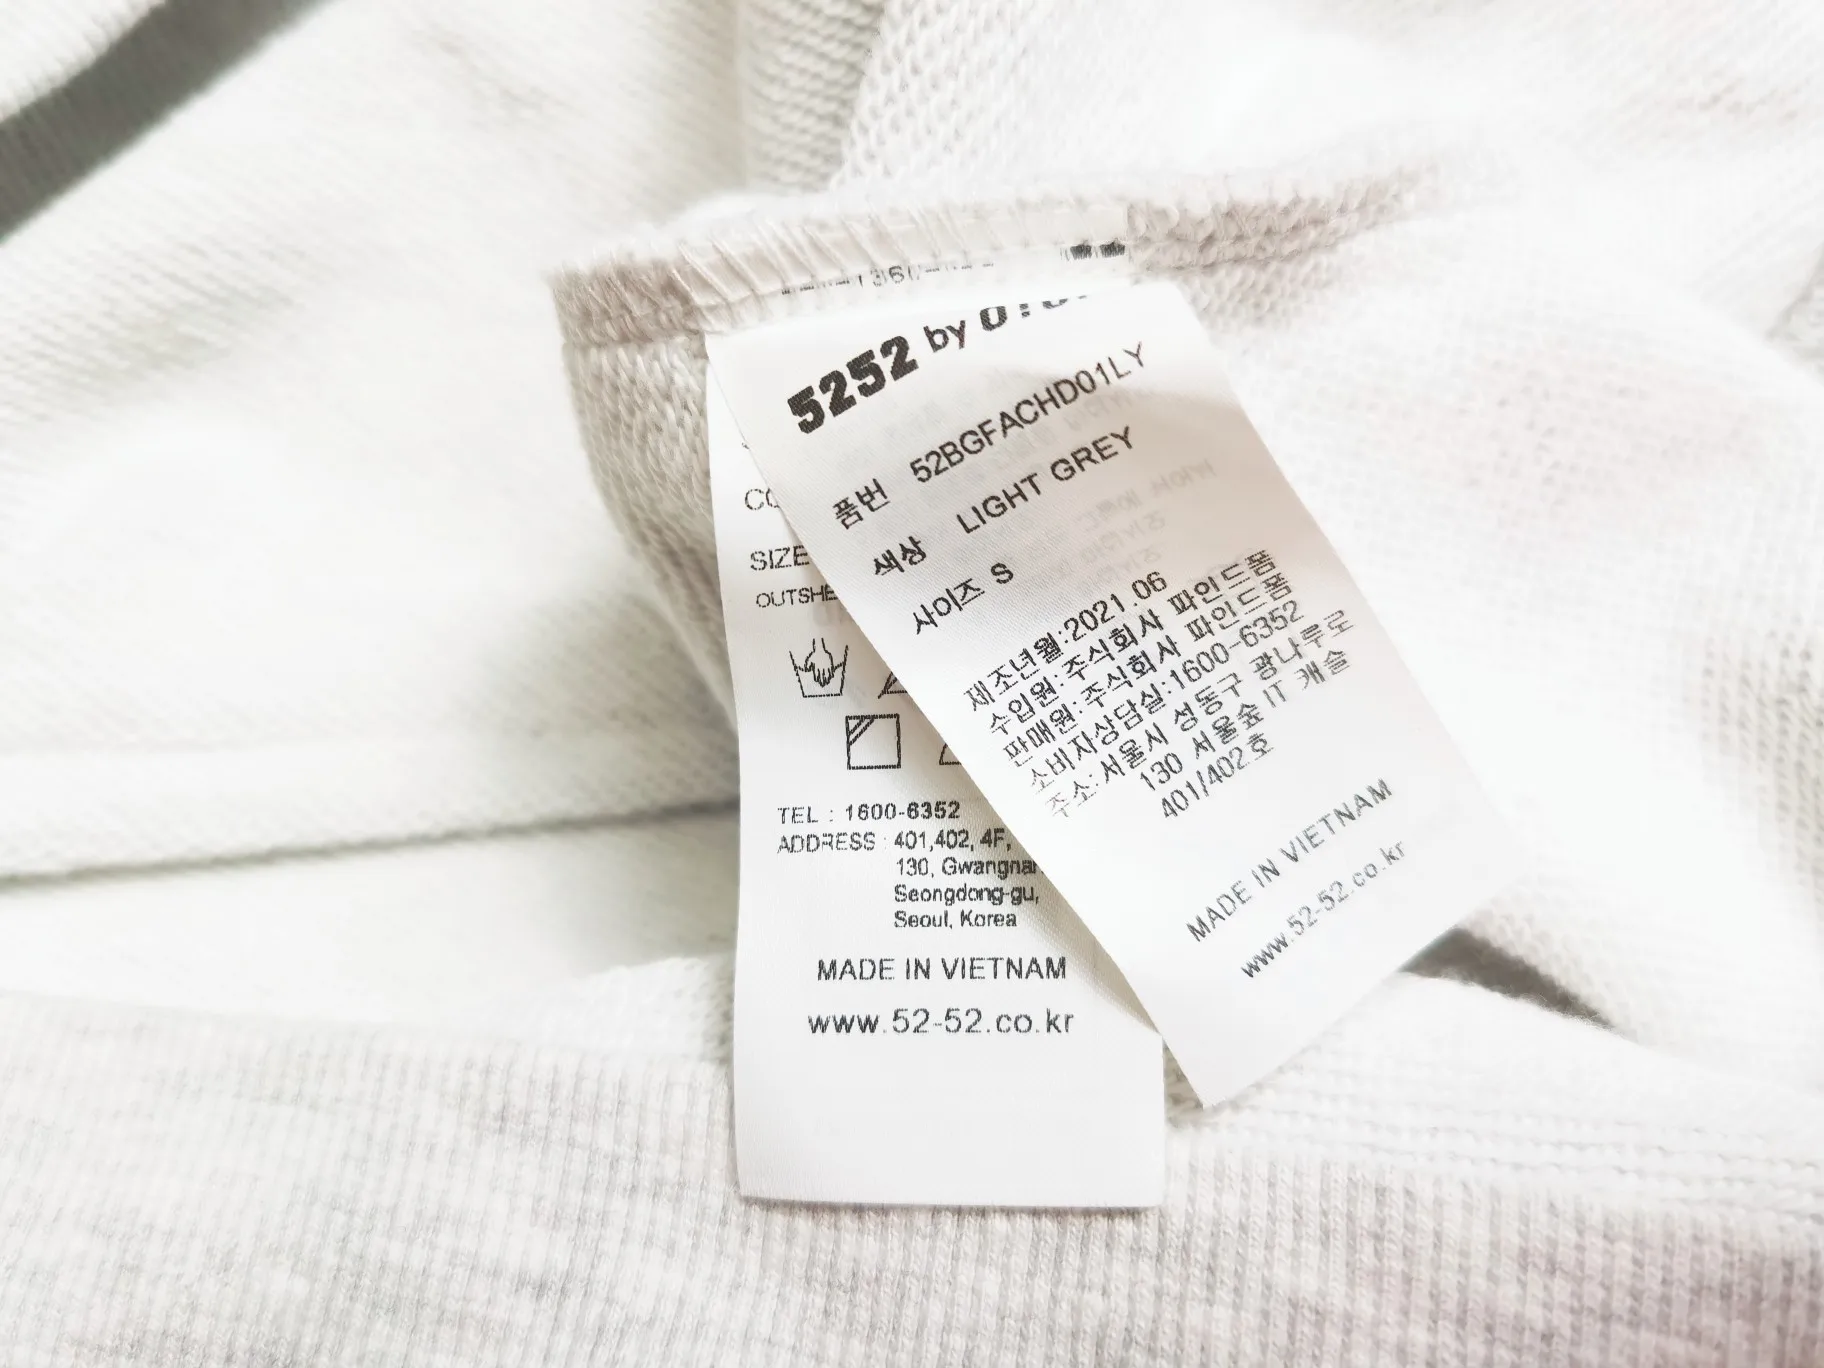 5252 by
품번 52BGFACHD01LY
색상 LIGHT GREY
사이즈 S
제조년월:2021.06
수입원:주식회사 파인드폼
판매원:주식회사 파인드폼
소비자상담실:1600-6352
주소:서울시 성동구 광나루로
130 서울숲 IT 캐슬
401/402호
MADE IN VIETNAM
www.52-52.co.kr
SIZE
TEL : 1600-6352
ADDRESS : 401,402, 4F,
130,
Seongdong-gu,
Seoul, Korea
MADE IN VIETNAM
www.52-52.co.kr